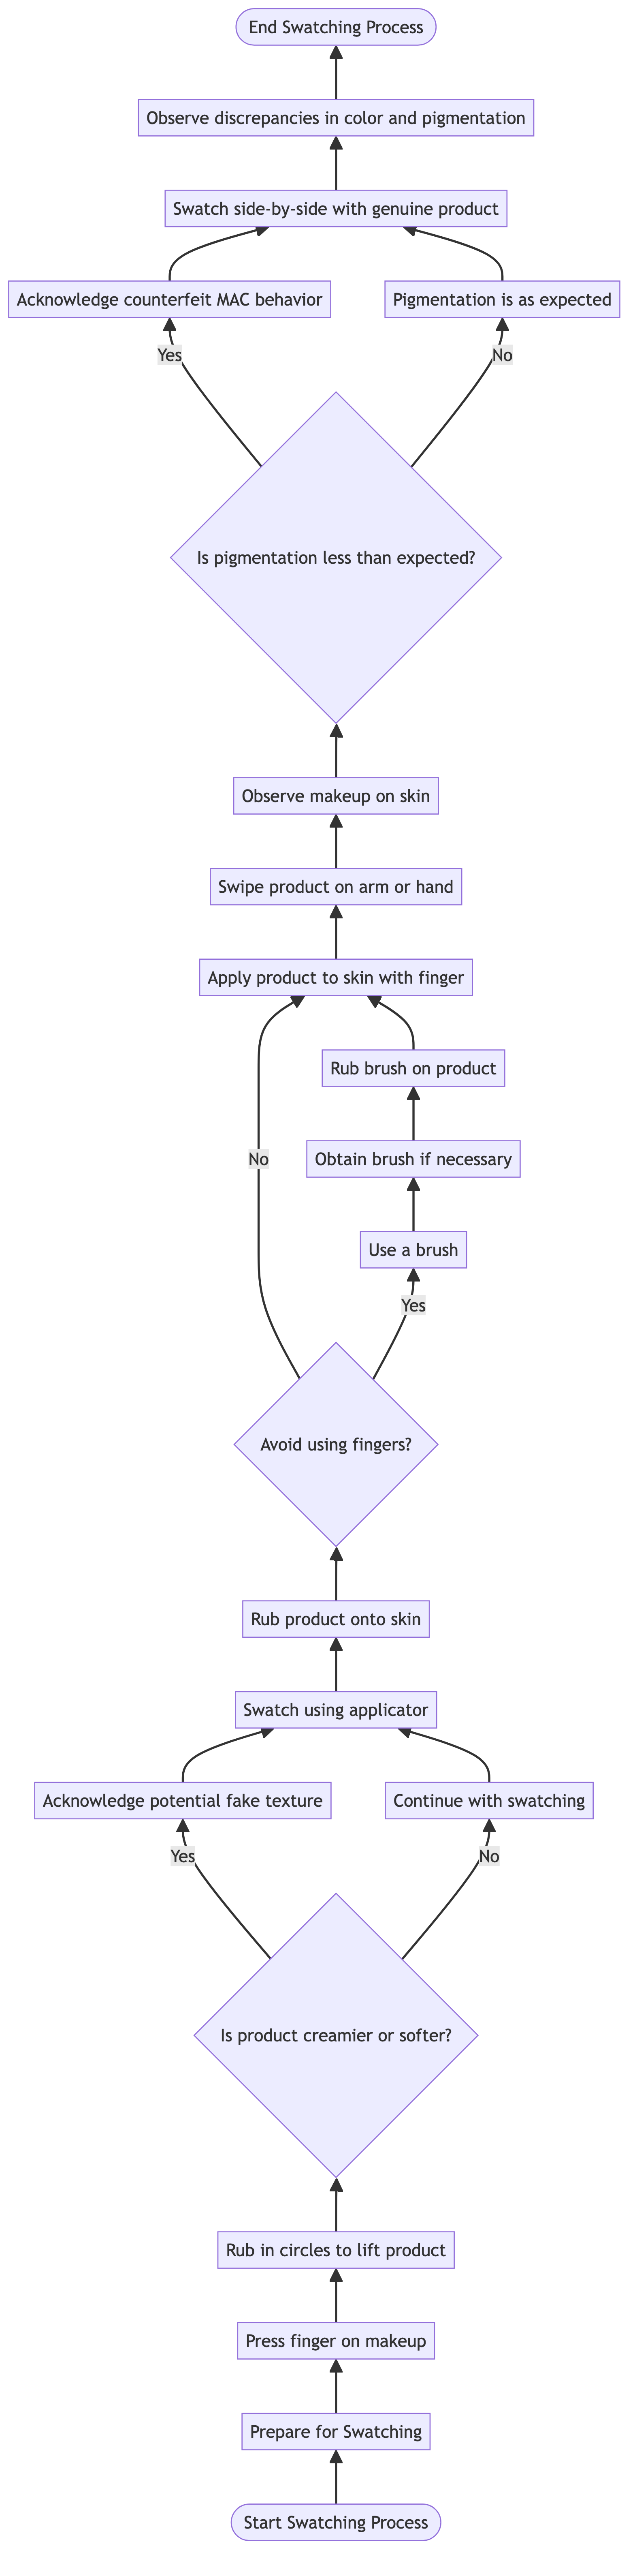 End Swatching Process
Observe discrepancies in color and pigmentation
Swatch side-by-side with genuine product
Acknowledge counterfeit MAC behavior
Pigmentation is as expected
Yes
No
Is pigmentation less than expected?
Observe makeup on skin
Swipe product on arm or hand
Apply product to skin with finger
Rub brush on product
No
Obtain brush if necessary
Use a brush
Yes
Avoid using fingers?
Rub product onto skin
Swatch using applicator
Acknowledge potential fake texture
Continue with swatching
Yes
No
Is product creamier or softer?
Rub in circles to lift product
Press finger on makeup
Prepare for Swatching
Start Swatching Process